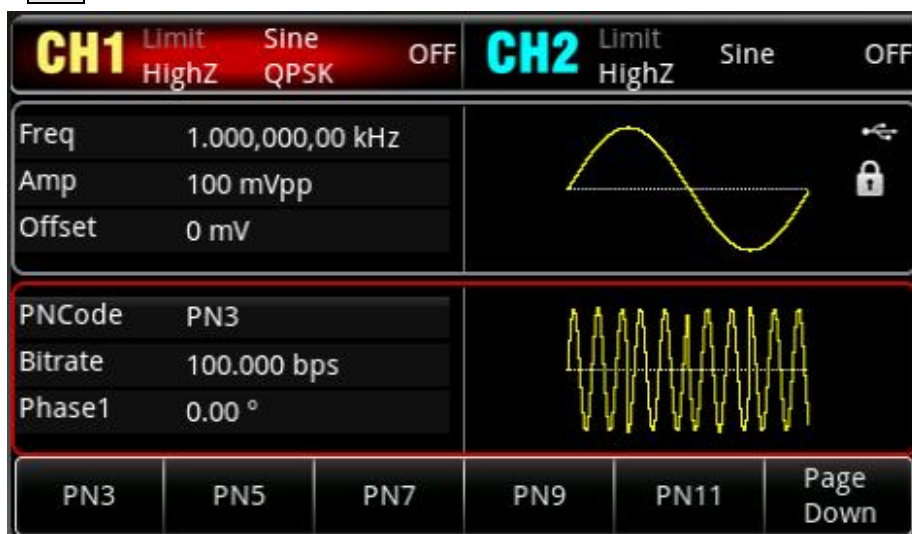 CH1 Limit Sine OFF CH2 Limit Sine OFF
HighZ QPSK HighZ
Freq 1.000,000,00 kHz
Amp 100 mVpp
Offset 0 mV
PNCode PN3
Bitrate 100.000 bps
Phase1 0.00 °
PN3 PN5 PN7 PN9 PN11 Page
Down